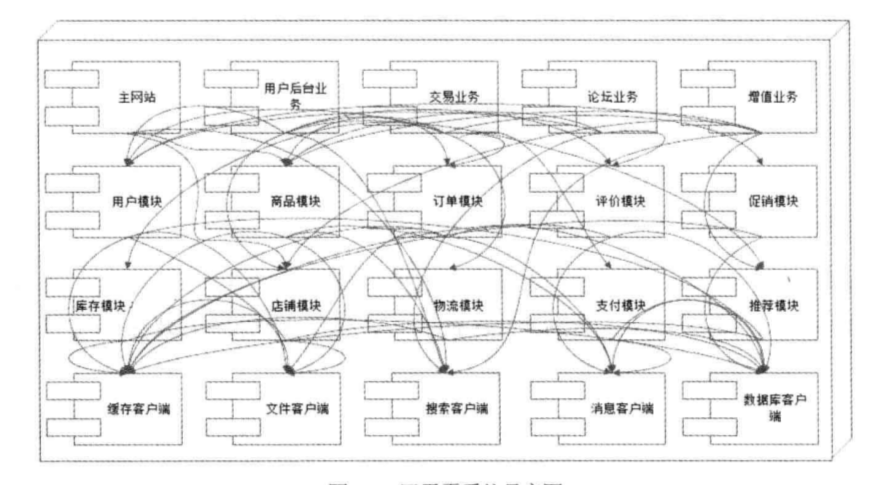 主网站
用户后台业
务
交易业务
论坛业务
增值业务
用户模块
商品模块
订单模块
评价模块
促销模块
库存模块
店铺模块
物流模块
支付模块
推荐模块
缓存客户端
文件客户端
搜索客户端
消息客户端
数据库客户
端